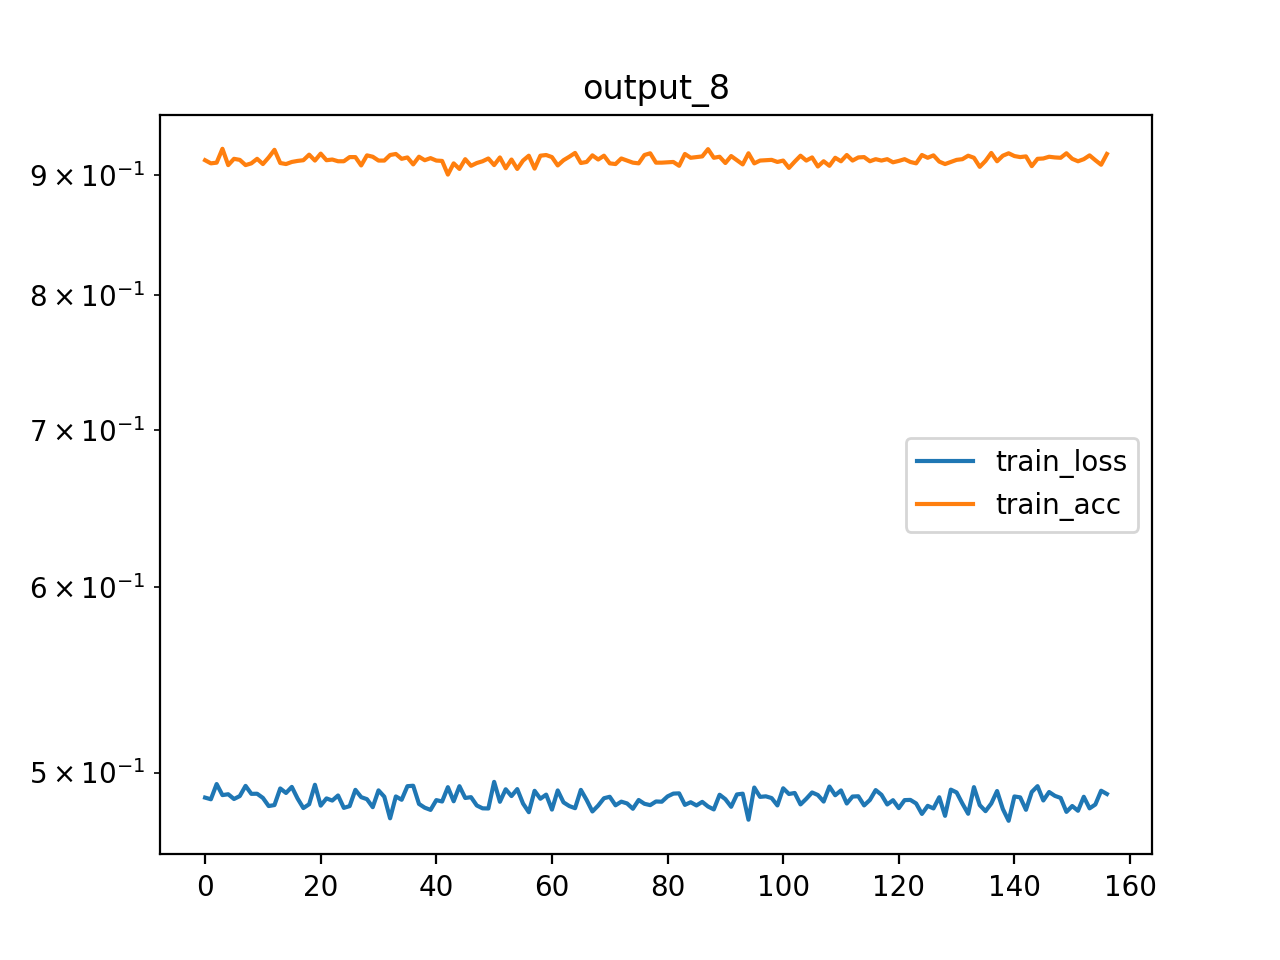 output_8
9 × 10⁻¹
8 × 10⁻¹
7 × 10⁻¹
6 × 10⁻¹
5 × 10⁻¹
train_loss
train_acc
0 20 40 60 80 100 120 140 160